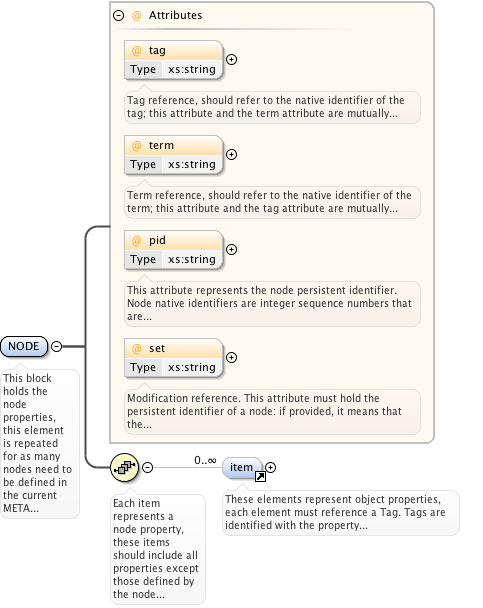 @ Attributes
@ tag
Type xs:string
Tag reference, should refer to the native identifier of the
tag; this attribute and the term attribute are mutually...
@ term
Type xs:string
Term reference, should refer to the native identifier of the
term; this attribute and the tag attribute are mutually...
@ pid
Type xs:string
This attribute represents the node persistent identifier.
Node native identifiers are integer sequence numbers that
are...
@ set
Type xs:string
Modification reference. This attribute must hold the
persistent identifier of a node: if provided, it means that
the...
NODE
This block
holds the
node
properties,
this element
is repeated
for as many
nodes need to
be defined in
the current
META...
0..∞
item
Each item
represents a
node property,
these items
should include all
properties except
those defined by
the node...
These elements represent object properties,
each element must reference a Tag. Tags are
identified with the property...